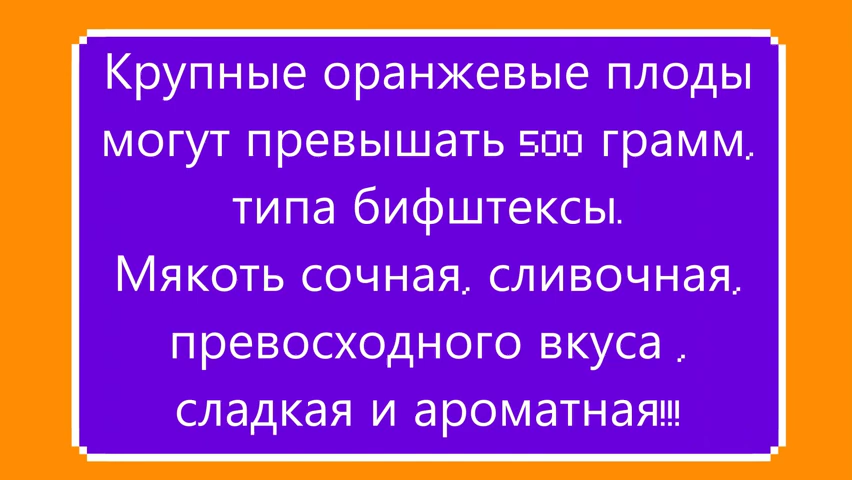 Крупные оранжевые плоды
могут превышать 500 грамм,
типа бифштексы.
Мякоть сочная, сливочная,
превосходного вкуса ,
сладкая и ароматная!!!